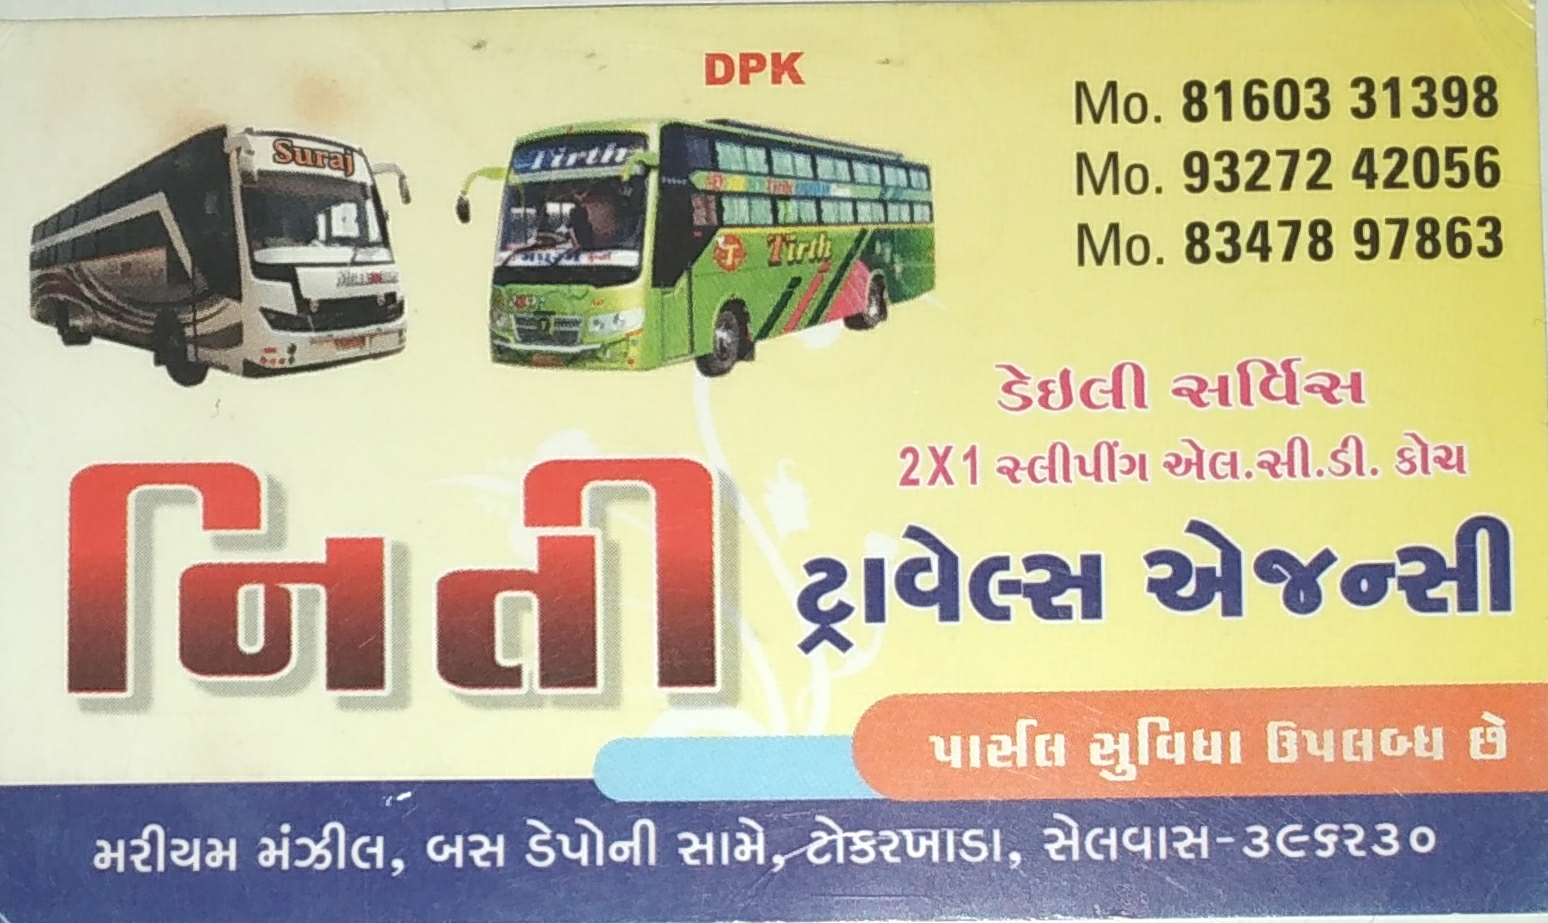 DPK
Mo. 81603 31398
Mo. 93272 42056
Mo. 83478 97863
Suraj
Tirth
Tirth
ડેઇલી સર્વિસ
2X1 સ્લીપીંગ એલ.સી.ડી. કોચ
નિતી ટ્રાવેલ્સ એજન્સી
પાર્સલ સુવિધા ઉપલબ્ધ છે
મરીયમ મંઝીલ, બસ ડેપોની સામે, ટોકરખાડા, સેલવાસ-૩૯૬૨૩૦